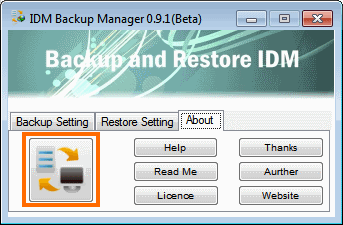 IDM Backup Manager 0.9.1(Beta)
Backup and Restore IDM
Backup Setting Restore Setting About
Help Thanks
Read Me Aurther
Licence Website